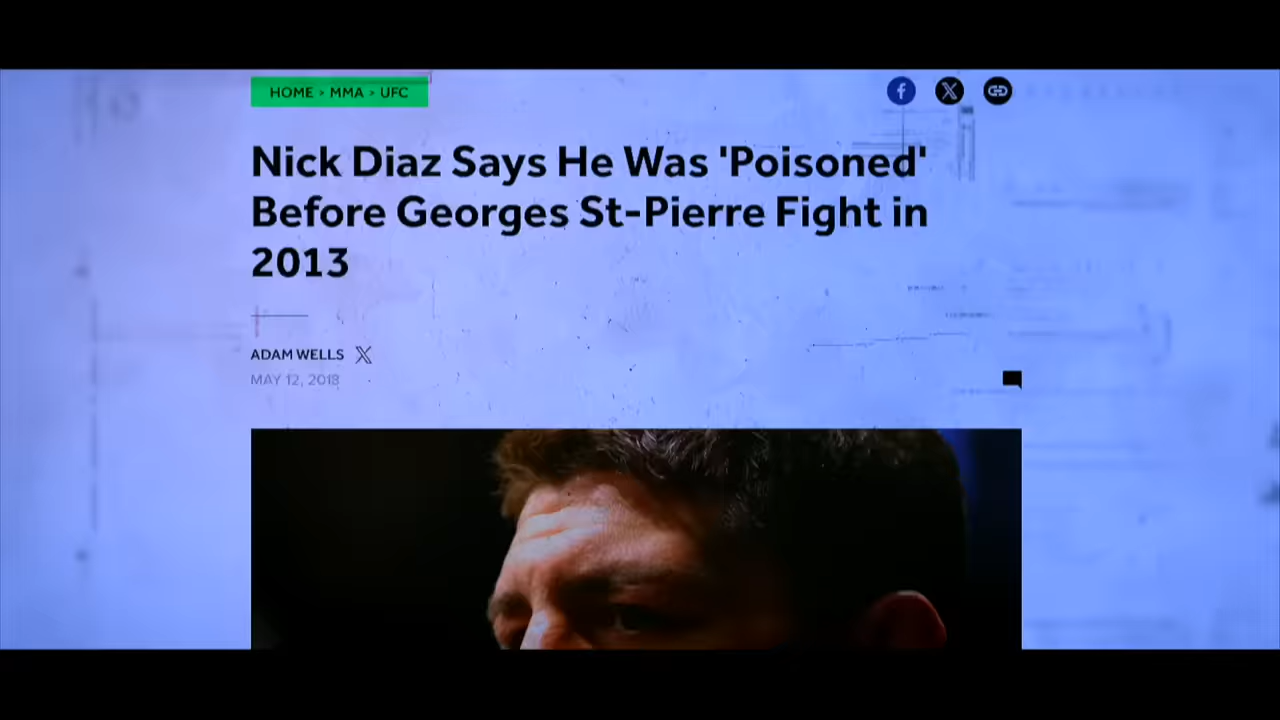 HOME > MMA > UFC
Nick Diaz Says He Was 'Poisoned'
Before Georges St-Pierre Fight in
2013
ADAM WELLS
MAY 12, 2018